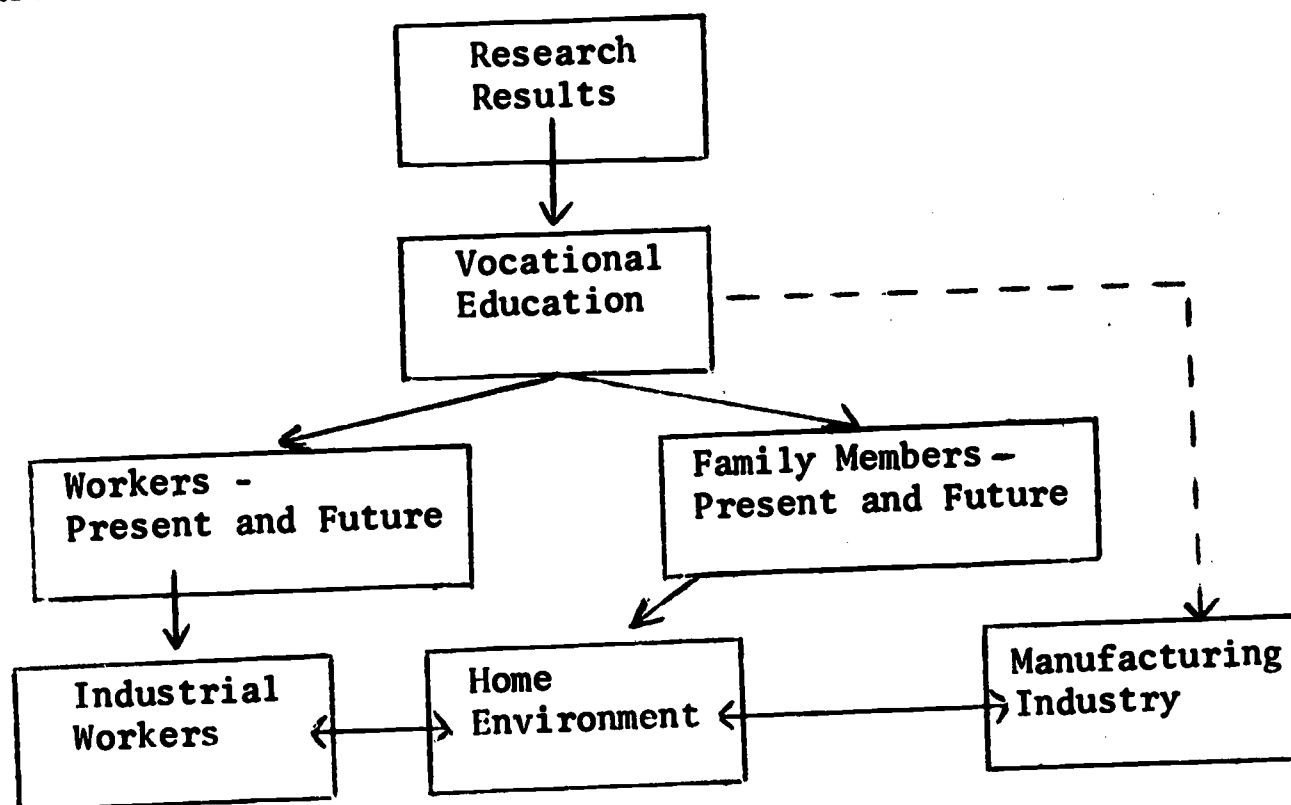 Research
Results
Vocational
Education
Workers -
Present and Future
Family Members -
Present and Future
Industrial
Workers
Home
Environment
Manufacturing
Industry